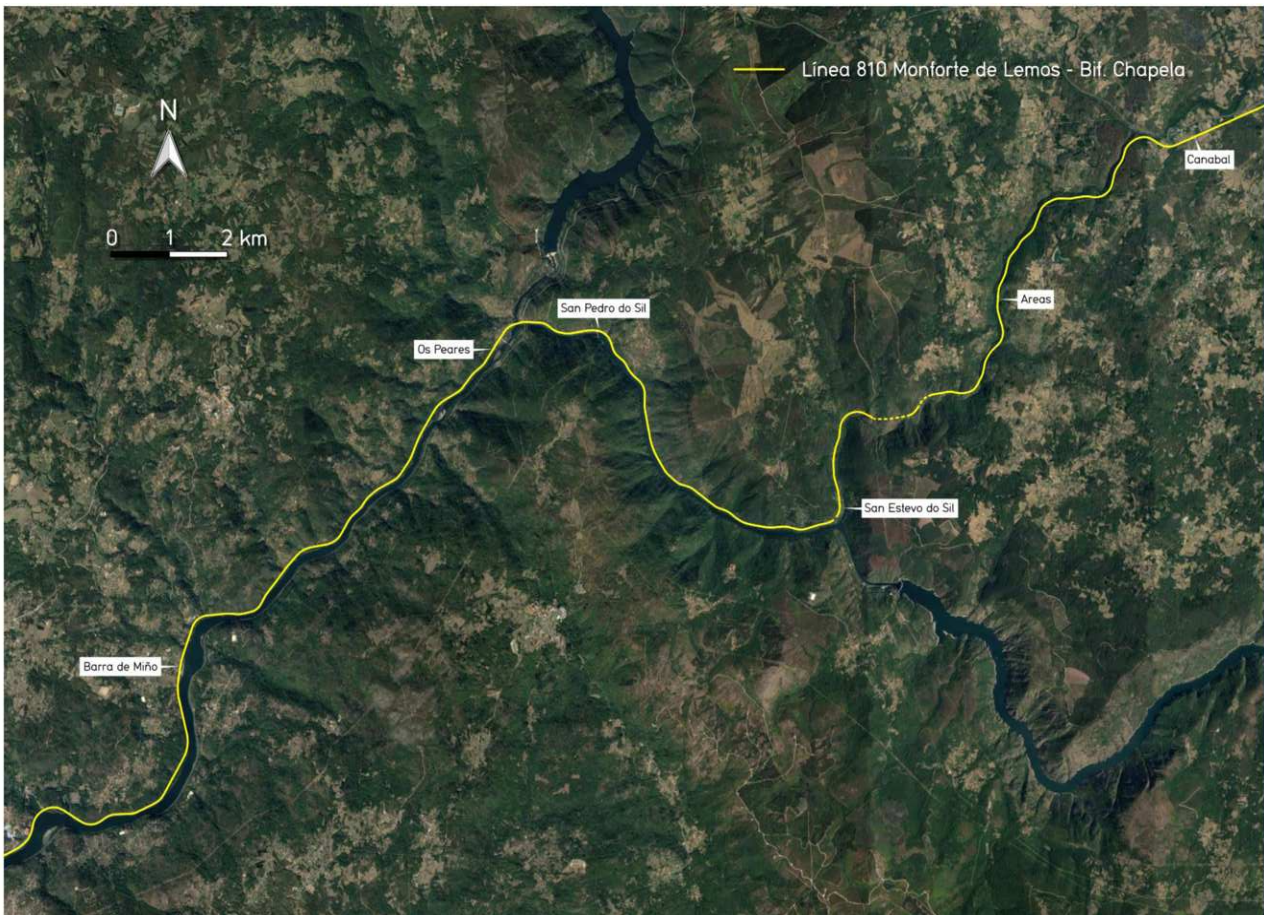 Línea 810 Monforte de Lemos - Bif. Chapela
N
0 1 2 km
Canabal
Areas
San Pedro do Sil
Os Peares
San Estevo do Sil
Barra de Miño